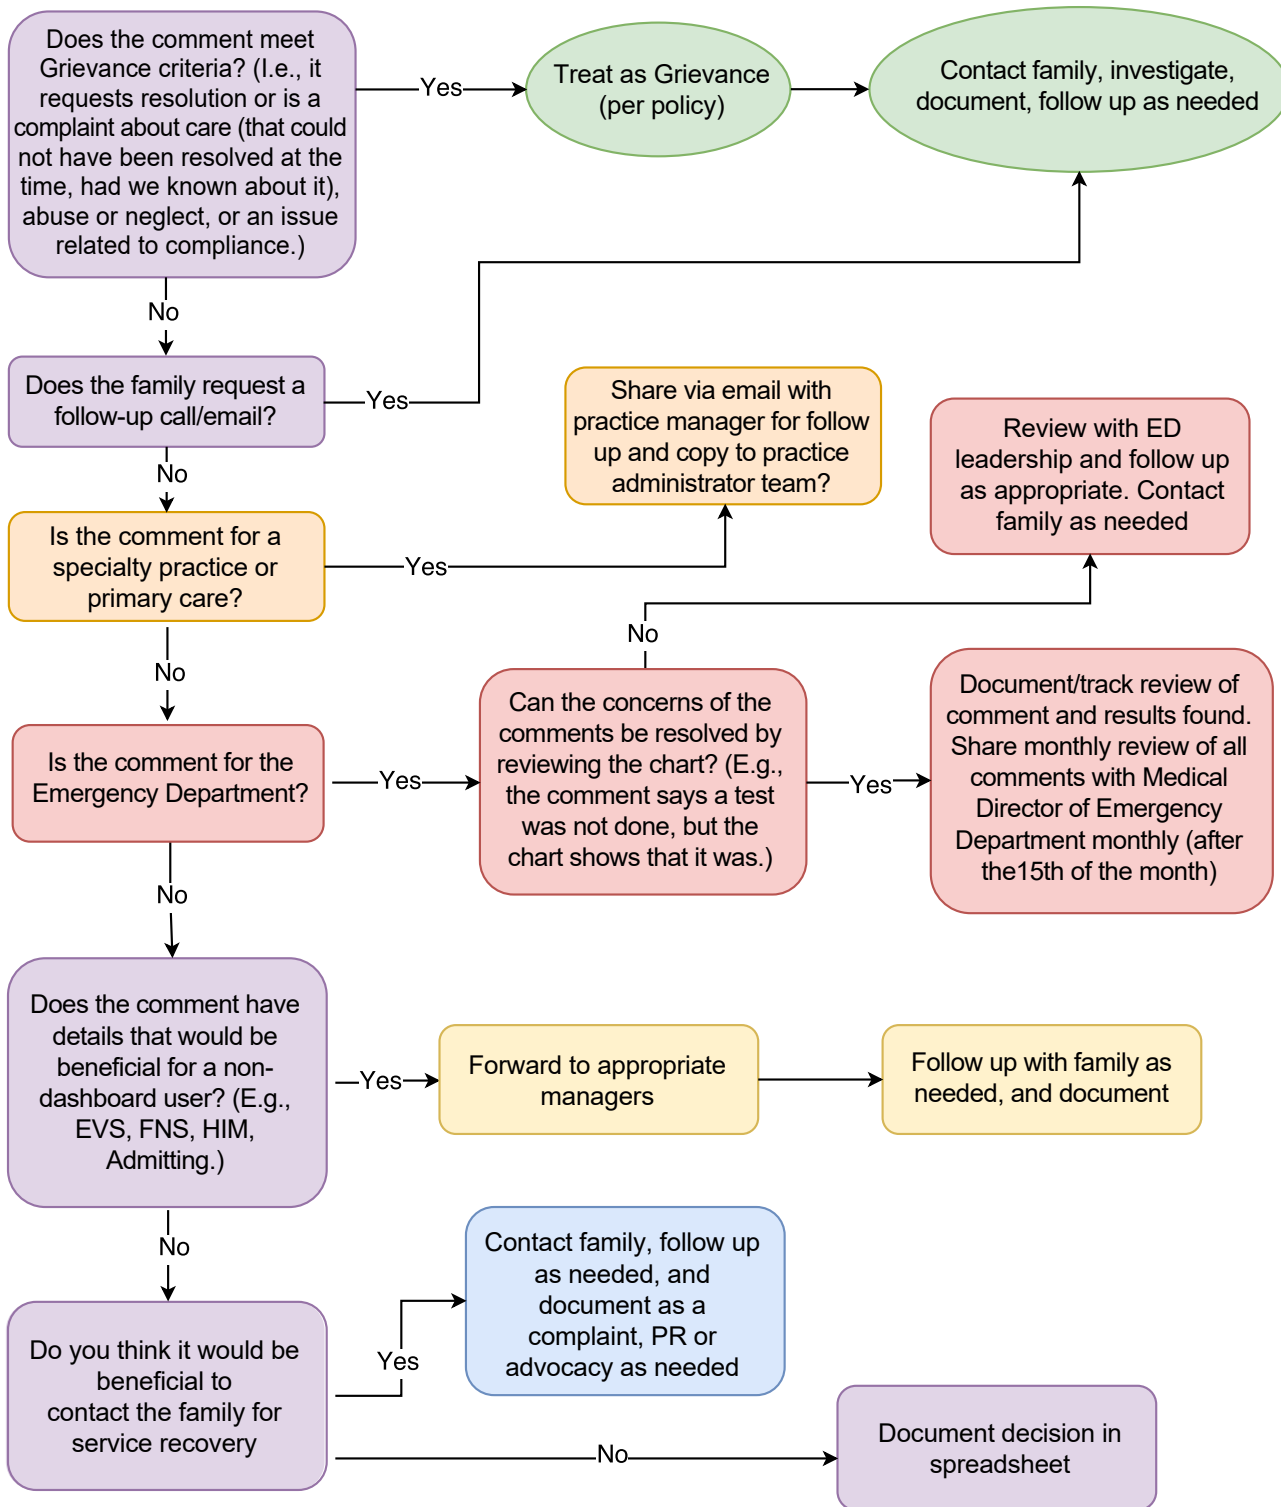 Does the comment meet
Grievance criteria? (I.e., it
requests resolution or is a
complaint about care (that could
not have been resolved at the
time, had we known about it),
abuse or neglect, or an issue
related to compliance.)
Yes
Treat as Grievance
(per policy)
Contact family, investigate,
document, follow up as needed
No
Does the family request a
follow-up call/email?
Yes
No
Share via email with
practice manager for follow
up and copy to practice
administrator team?
Review with ED
leadership and follow up
as appropriate. Contact
family as needed
Is the comment for a
specialty practice or
primary care?
Yes
No
No
Is the comment for the
Emergency Department?
Yes
Can the concerns of the
comments be resolved by
reviewing the chart? (E.g.,
the comment says a test
was not done, but the
chart shows that it was.)
Yes
Document/track review of
comment and results found.
Share monthly review of all
comments with Medical
Director of Emergency
Department monthly (after
the15th of the month)
No
Does the comment have
details that would be
beneficial for a non-
dashboard user? (E.g.,
EVS, FNS, HIM,
Admitting.)
Yes
Forward to appropriate
managers
Follow up with family as
needed, and document
No
Do you think it would be
beneficial to
contact the family for
service recovery
Yes
Contact family, follow up
as needed, and
document as a
complaint, PR or
advocacy as needed
No
Document decision in
spreadsheet